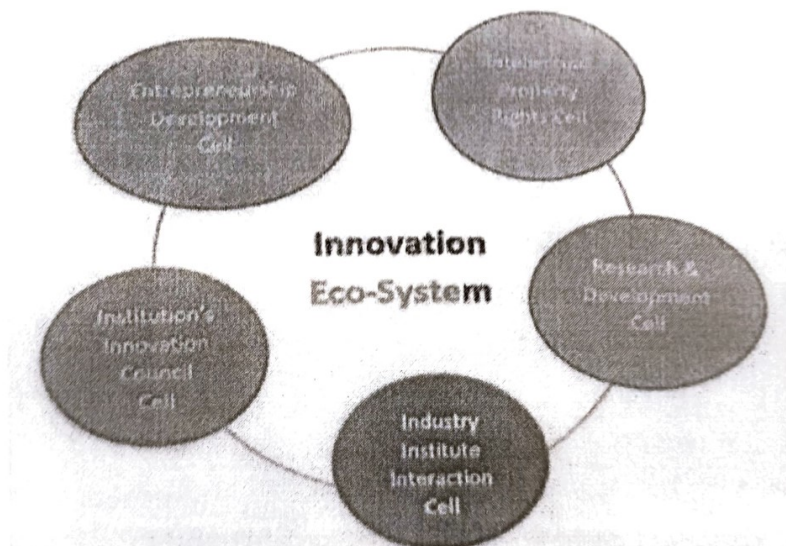 Entrepreneurship
Development
Cell
Intellectual
Property
Rights Cell
Innovation
Eco-System
Research &
Development
Cell
Institution's
Innovation
Council
Cell
Industry
Institute
Interaction
Cell